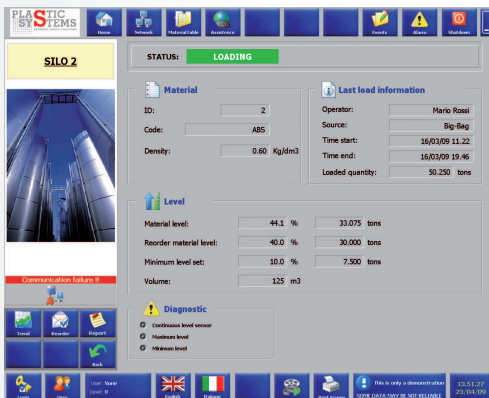 PLASTIC
SYSTEMS
Home
Network
Material table
Assistence
Events
Alarm
Shutdown
SILO 2
STATUS: LOADING
Material
ID: 2
Code: ABS
Density: 0.60 Kg/dm3
Last load information
Operator: Mario Rossi
Source: Big-Bag
Time start: 16/03/09 11.22
Time end: 16/03/09 19.46
Loaded quantity: 50.250 tons
Level
Material level: 44.1 % 33.075 tons
Reorder material level: 40.0 % 30.000 tons
Minimum level set: 10.0 % 7.500 tons
Volume: 125 m3
Communication failure !!
Diagnostic
Continuous level sensor
Maximum level
Minimum level
Trend
Reorder
Report
Back
Login
User
User : None
Level : 0
English
Italiano
Print Screen
This is only a demonstration
SOME DATA MAY BE NOT RELIABLE
13.51.27
23/04/09